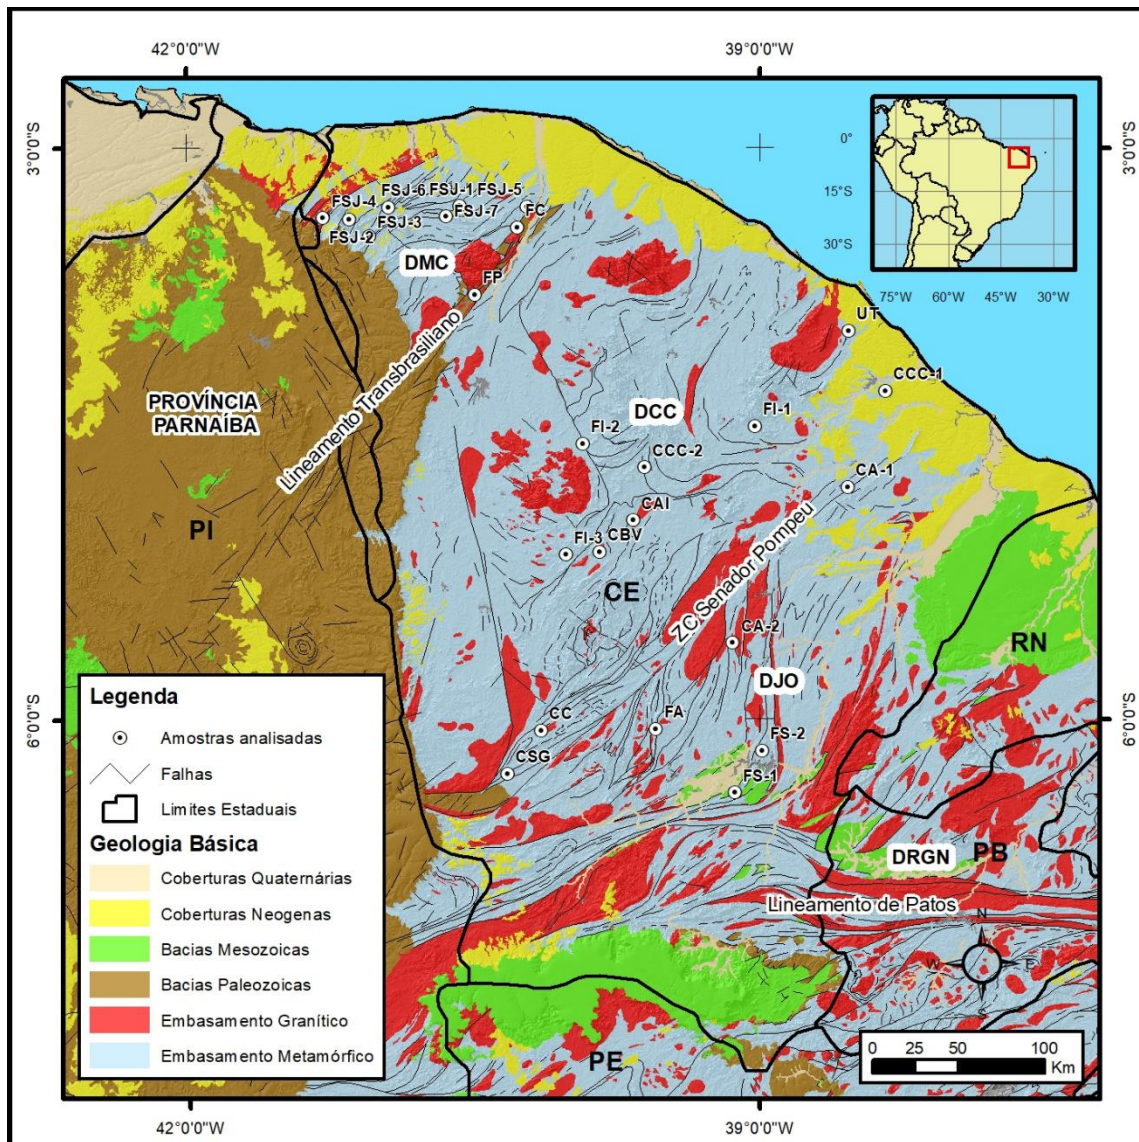 42°0'0"W
39°0'0"W
3°0'0"S
3°0'0"S
0°
15°S
30°S
75°W
60°W
45°W
30°W
FSJ-6
FSJ-1
FSJ-5
FSJ-4
FSJ-3
FSJ-7
FC
FSJ-2
DMC
FP
UT
Lineamento Transbrasiliano
CCC-1
PROVÍNCIA
PARNAÍBA
DCC
FI-1
FI-2
CCC-2
CA-1
PI
CAI
CBV
FI-3
ZC Senador Pompeu
CE
RN
CA-2
DJO
6°0'0"S
6°0'0"S
CC
FA
FS-2
CSG
FS-1
DRGN
PB
Lineamento de Patos
N
W
E
S
PE
Legenda
Amostras analisadas
Falhas
Limites Estaduais
Geologia Básica
Coberturas Quaternárias
Coberturas Neogenas
Bacias Mesozoicas
Bacias Paleozoicas
Embasamento Granítico
Embasamento Metamórfico
0 25 50 100
Km
42°0'0"W
39°0'0"W